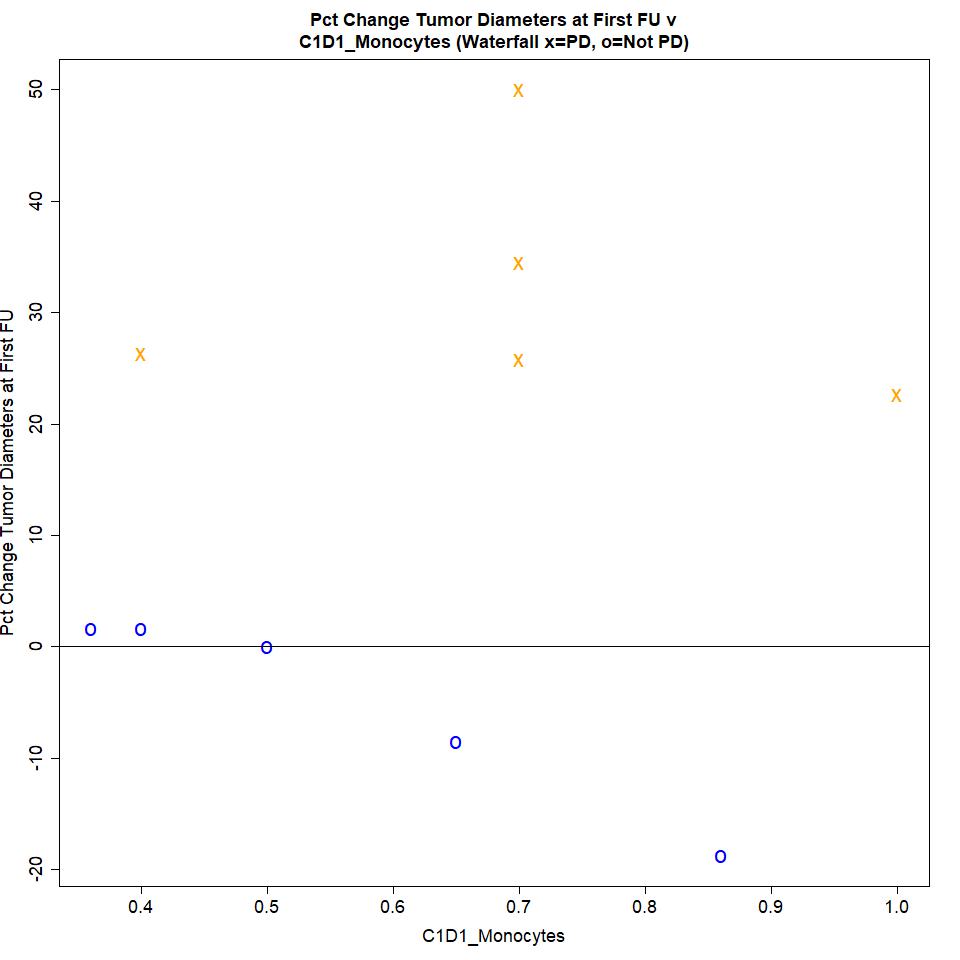 Pct Change Tumor Diameters at First FU v
C1D1_Monocytes (Waterfall x=PD, o=Not PD)
Pct Change Tumor Diameters at First FU
50
40
30
20
10
0
-10
-20
X
X
X
X
X
O
O
O
O
O
0.4 0.5 0.6 0.7 0.8 0.9 1.0
C1D1_Monocytes